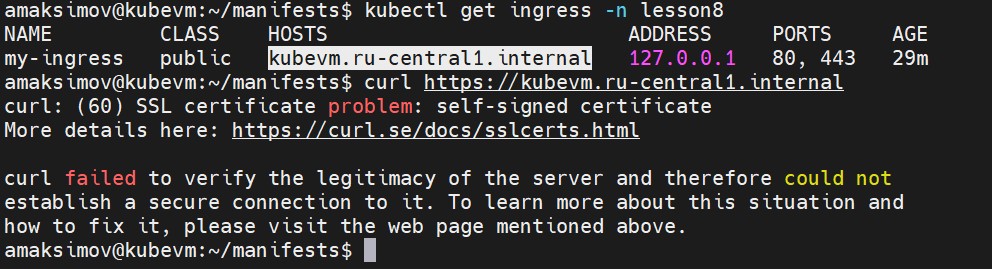 amaksimov@kubevm:~/manifests$ kubectl get ingress -n lesson8
NAME CLASS HOSTS ADDRESS PORTS AGE
my-ingress public kubevm.ru-central1.internal 127.0.0.1 80, 443 29m
amaksimov@kubevm:~/manifests$ curl https://kubevm.ru-central1.internal
curl: (60) SSL certificate problem: self-signed certificate
More details here: https://curl.se/docs/sslcerts.html

curl failed to verify the legitimacy of the server and therefore could not
establish a secure connection to it. To learn more about this situation and
how to fix it, please visit the web page mentioned above.
amaksimov@kubevm:~/manifests$